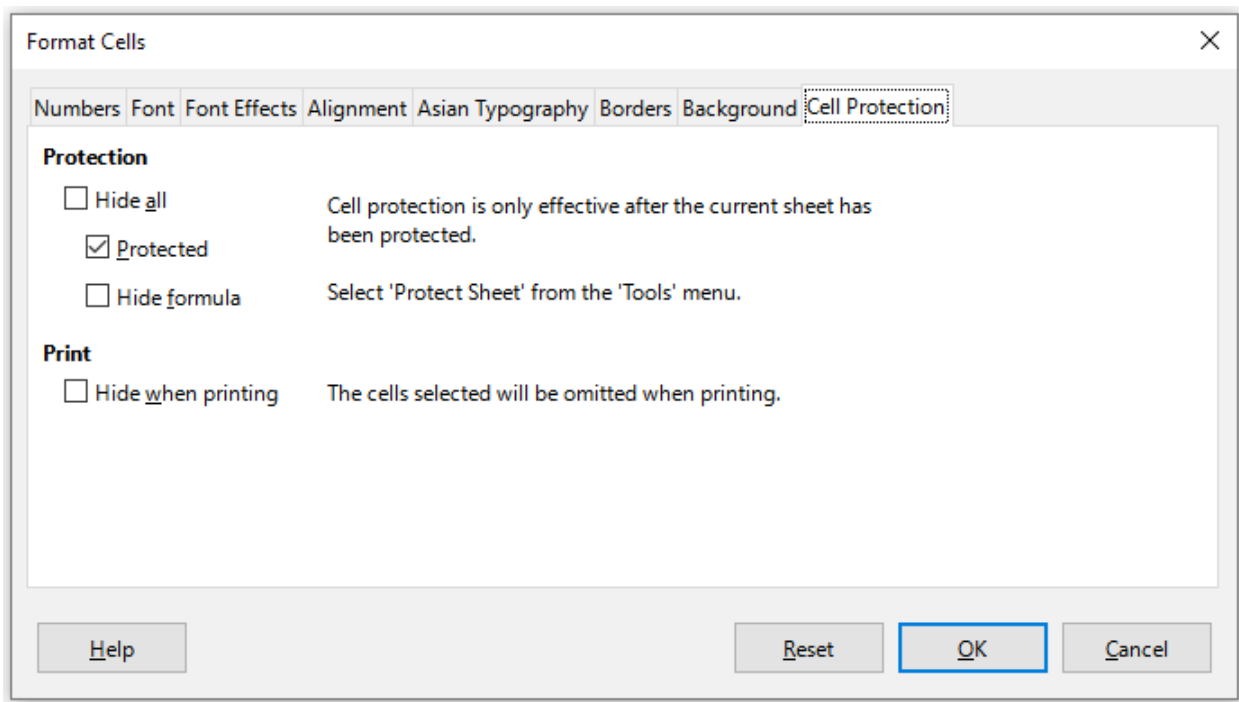 Format Cells
Numbers Font Font Effects Alignment Asian Typography Borders Background Cell Protection
Protection
Hide all
Cell protection is only effective after the current sheet has
been protected.
Protected
Hide formula
Select 'Protect Sheet' from the 'Tools' menu.
Print
Hide when printing
The cells selected will be omitted when printing.
Help
Reset
OK
Cancel